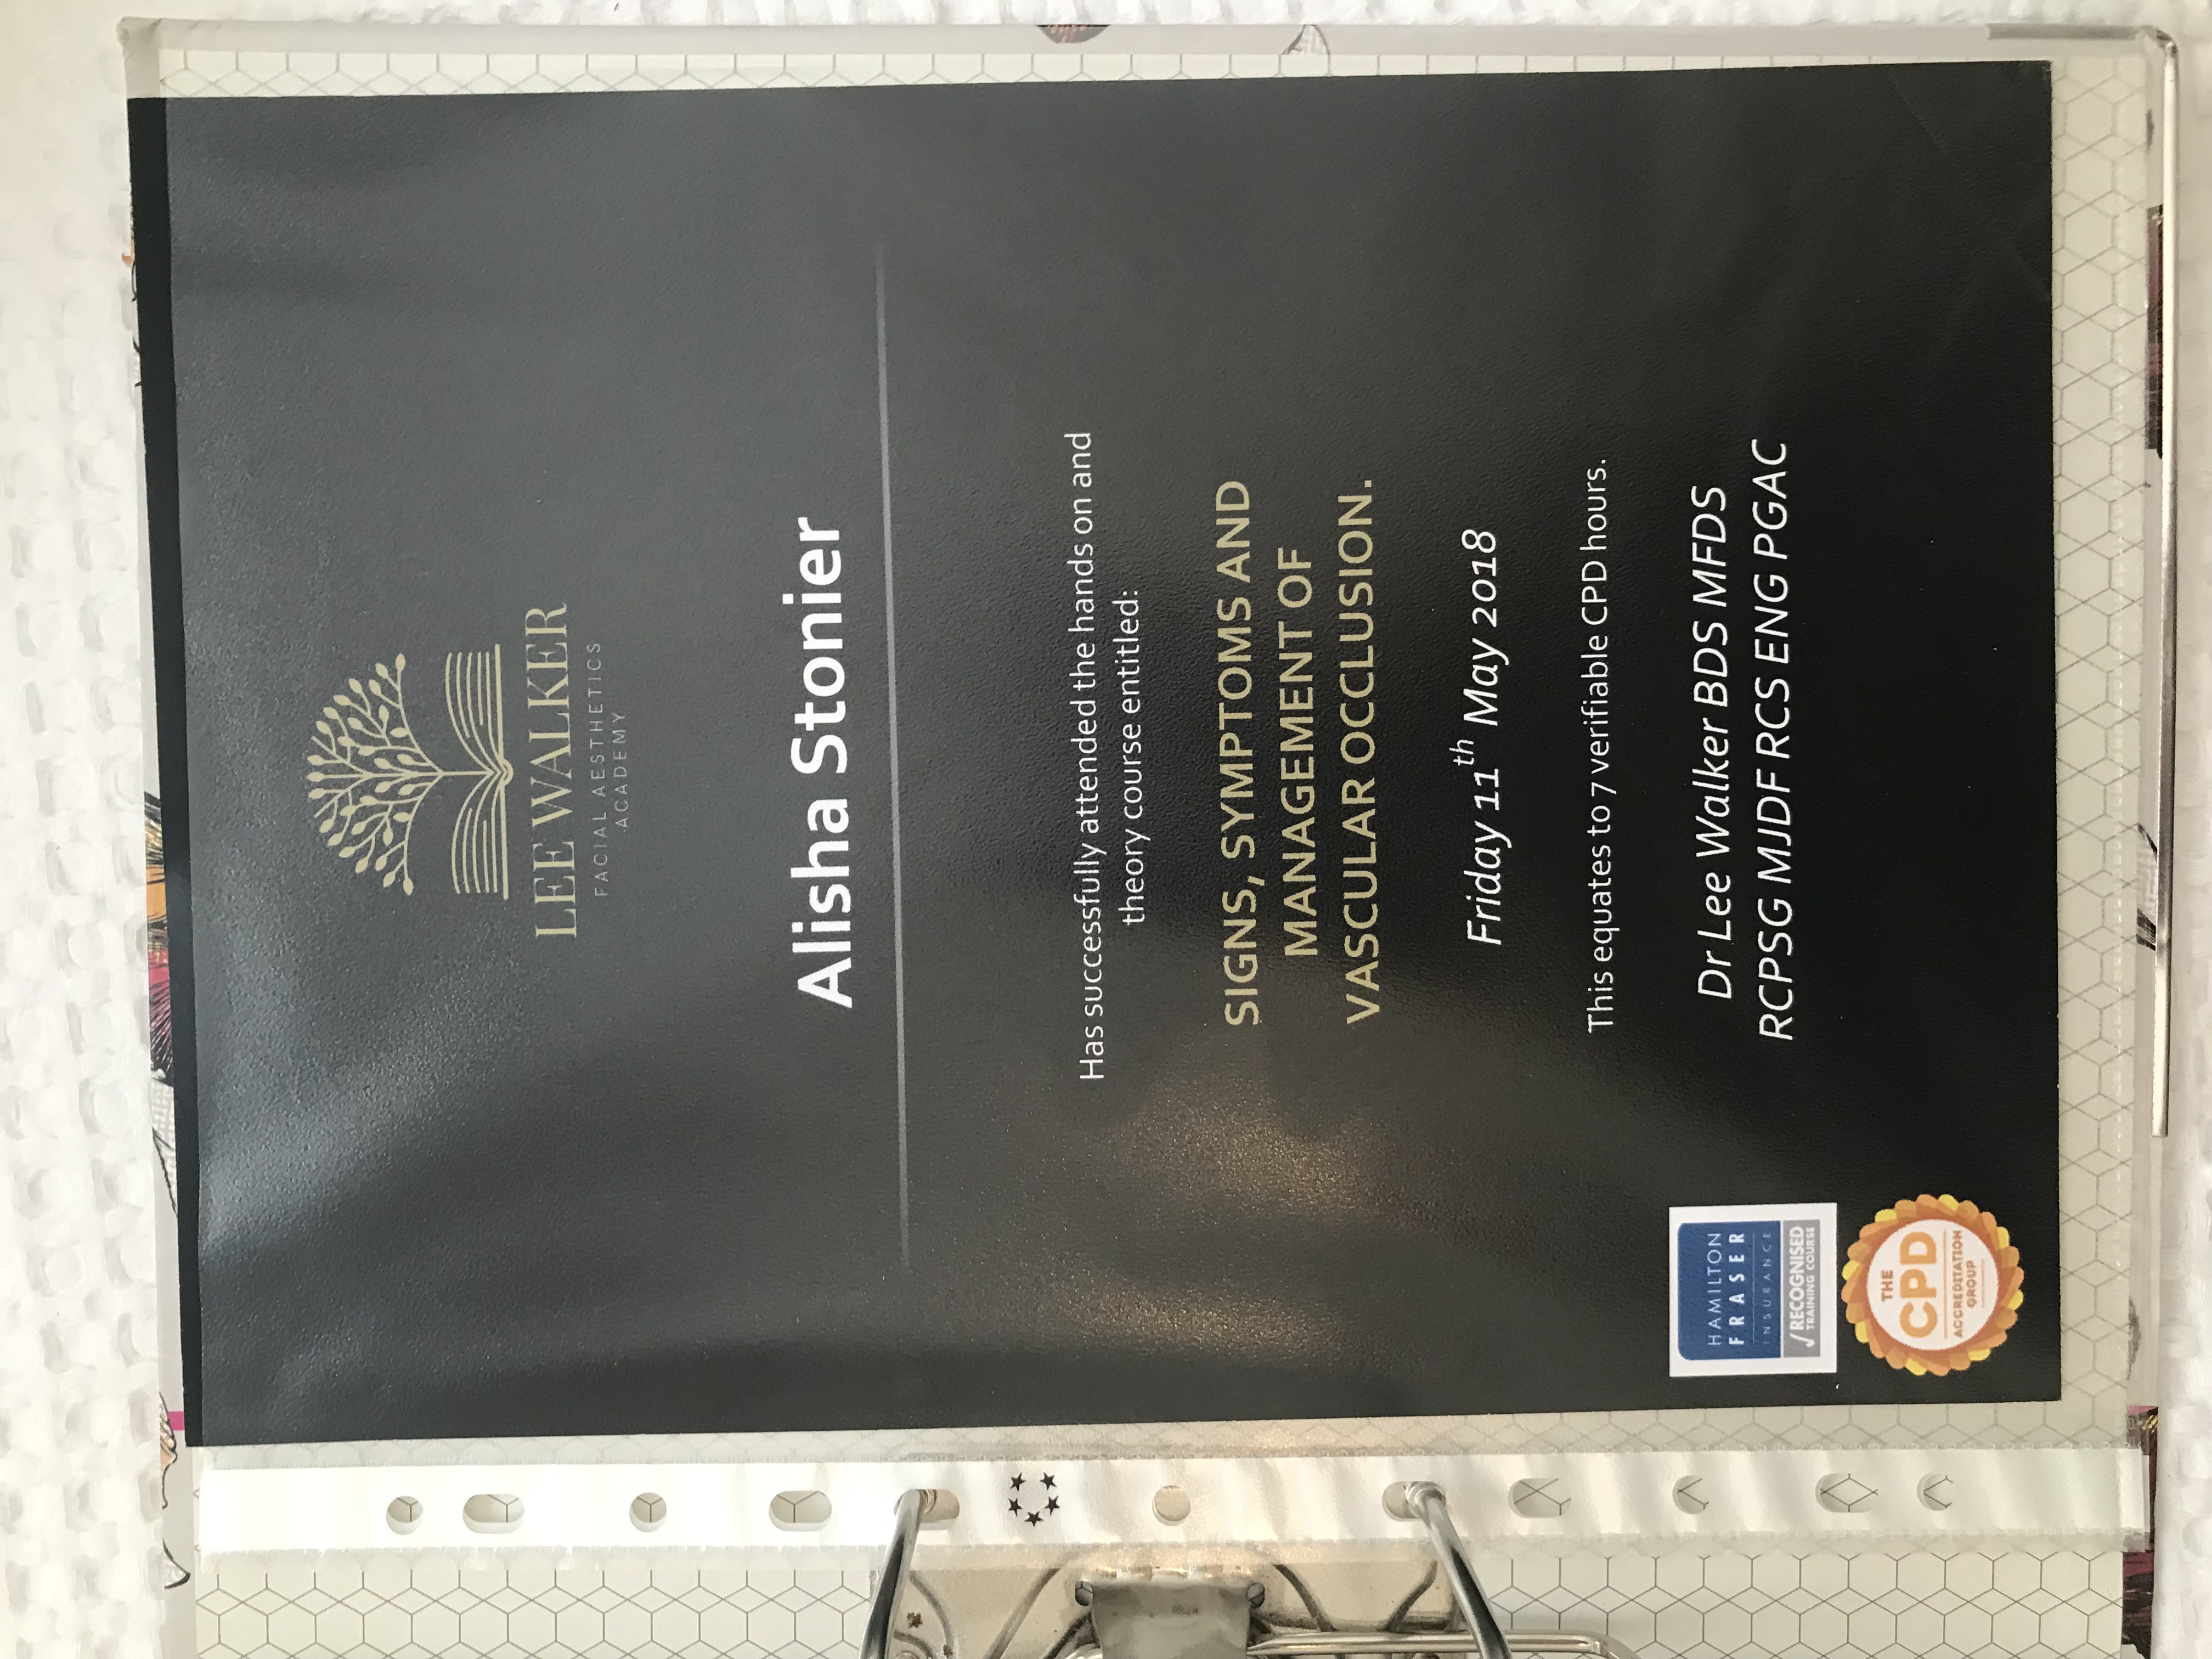 LEE WALKER
FACIAL AESTHETICS
ACADEMY
Alisha Stonier
Has successfully attended the hands on and
theory course entitled:
SIGNS, SYMPTOMS AND
MANAGEMENT OF
VASCULAR OCCLUSION.
Friday 11th May 2018
This equates to 7 verifiable CPD hours.
Dr Lee Walker BDS MFDS
RCPSG MJDF RCS ENG PGAC
HAMILTON
FRASER
INSURANCE
✓ RECOGNISED
TRAINING COURSE
THE
CPD
ACCREDITATION
GROUP